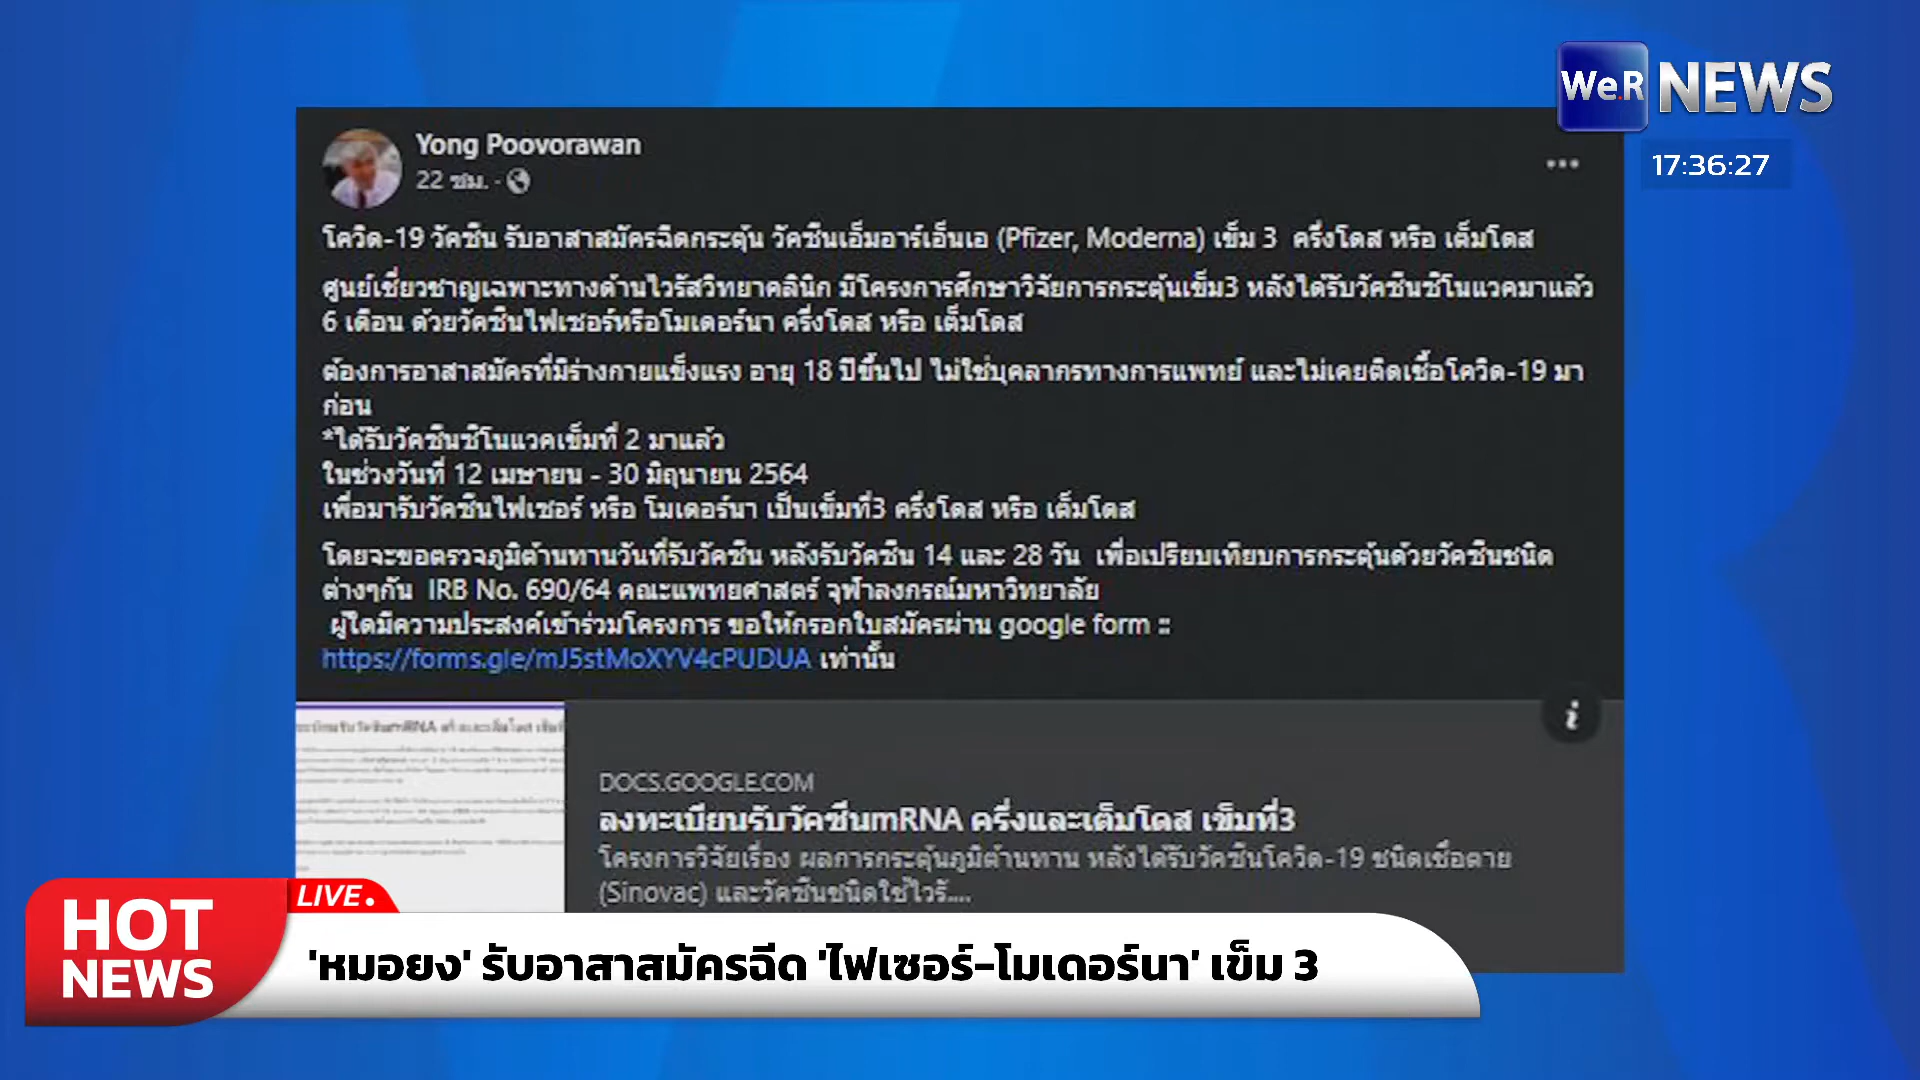 We.R NEWS
17:36:27
Yong Poovorawan
22 ชม. ·
โควิด-19 วัคซีน รับอาสาสมัครฉีดกระตุ้น วัคซีนเอ็มอาร์เอ็นเอ (Pfizer, Moderna) เข็ม 3 ครึ่งโดส หรือ เต็มโดส
ศูนย์เชี่ยวชาญเฉพาะทางด้านไวรัสวิทยาคลินิก มีโครงการศึกษาวิจัยการกระตุ้นเข็ม3 หลังได้รับวัคซีนซิโนแวคมาแล้ว
6 เดือน ด้วยวัคซีนไฟเซอร์หรือโมเดอร์นา ครึ่งโดส หรือ เต็มโดส
ต้องการอาสาสมัครที่มีร่างกายแข็งแรง อายุ 18 ปีขึ้นไป ไม่ใช่บุคลากรทางการแพทย์ และไม่เคยติดเชื้อโควิด-19 มา
ก่อน
*ได้รับวัคซีนซิโนแวคเข็มที่ 2 มาแล้ว
ในช่วงวันที่ 12 เมษายน - 30 มิถุนายน 2564
เพื่อมารับวัคซีนไฟเซอร์ หรือ โมเดอร์นา เป็นเข็มที่3 ครึ่งโดส หรือ เต็มโดส
โดยจะขอตรวจภูมิต้านทานวันที่รับวัคซีน หลังรับวัคซีน 14 และ 28 วัน เพื่อเปรียบเทียบการกระตุ้นด้วยวัคซีนชนิด
ต่างๆกัน IRB No. 690/64 คณะแพทยศาสตร์ จุฬาลงกรณ์มหาวิทยาลัย
ผู้ใดมีความประสงค์เข้าร่วมโครงการ ขอให้กรอกใบสมัครผ่าน google form ::
https://forms.gle/mJ5stMoXYV4cPUDUA เท่านั้น
DOCS.GOOGLE.COM
ลงทะเบียนรับวัคซีนmRNA ครึ่งและเต็มโดส เข็มที่3
โครงการวิจัยเรื่อง ผลการกระตุ้นภูมิต้านทาน หลังได้รับวัคซีนโควิด-19 ชนิดเชื้อตาย
(Sinovac) และวัคซีนชนิดใช้ไวรั....
LIVE.
HOT
NEWS
'หมอยง' รับอาสาสมัครฉีด 'ไฟเซอร์-โมเดอร์นา' เข็ม 3